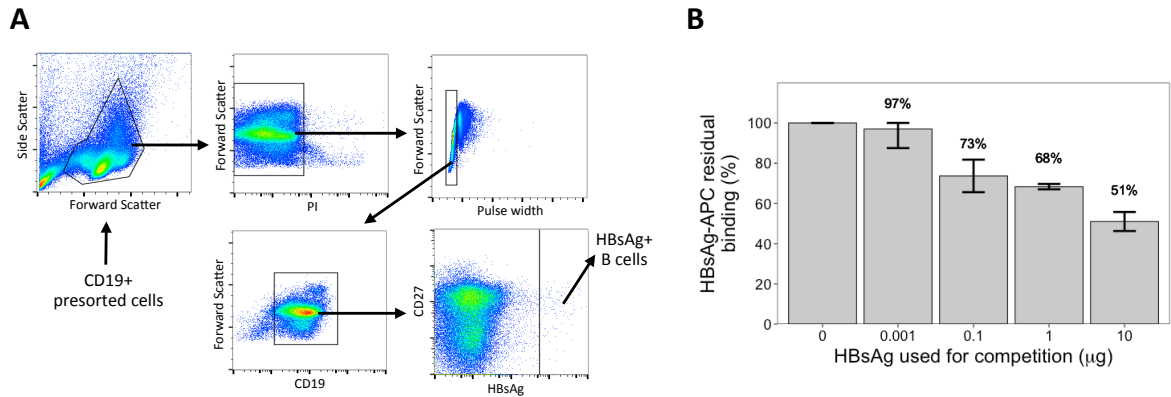 A
Side Scatter
Forward Scatter
Forward Scatter
PI
Forward Scatter
Pulse width
CD19+
presorted cells
Forward Scatter
CD19
CD27
HBsAg
HBsAg+
B cells
B
HBsAg-APC residual
binding (%)
100
80
60
40
20
0
97%
73%
68%
51%
0
0.001
0.1
1
10
HBsAg used for competition (μg)